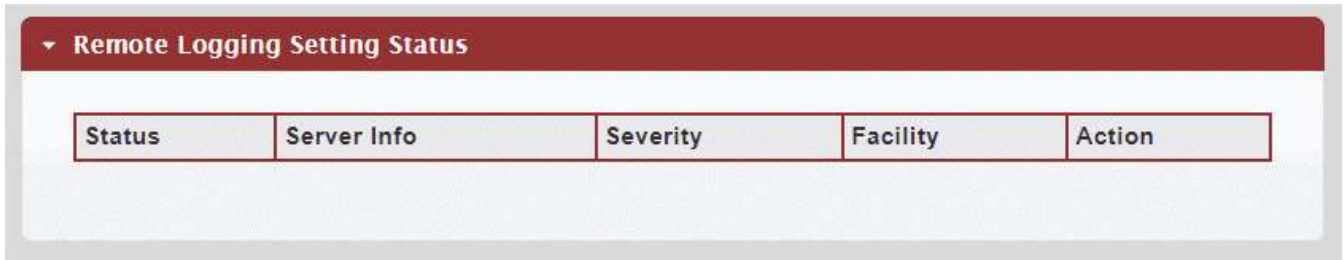 Remote Logging Setting Status
Status Server Info Severity Facility Action